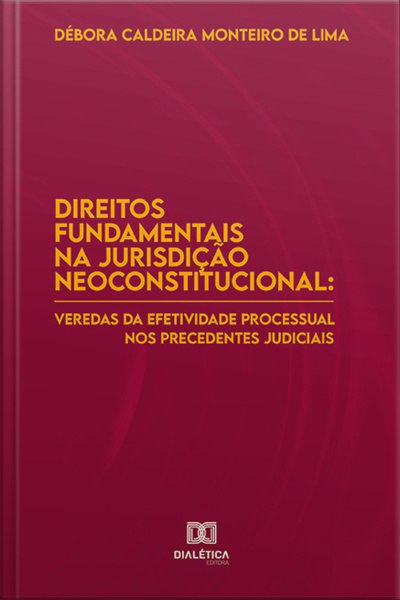 DÉBORA CALDEIRA MONTEIRO DE LIMA
DIREITOS
FUNDAMENTAIS
NA JURISDIÇÃO
NEOCONSTITUCIONAL:
VEREDAS DA EFETIVIDADE PROCESSUAL
NOS PRECEDENTES JUDICIAIS
DIALÉTICA
EDITORA